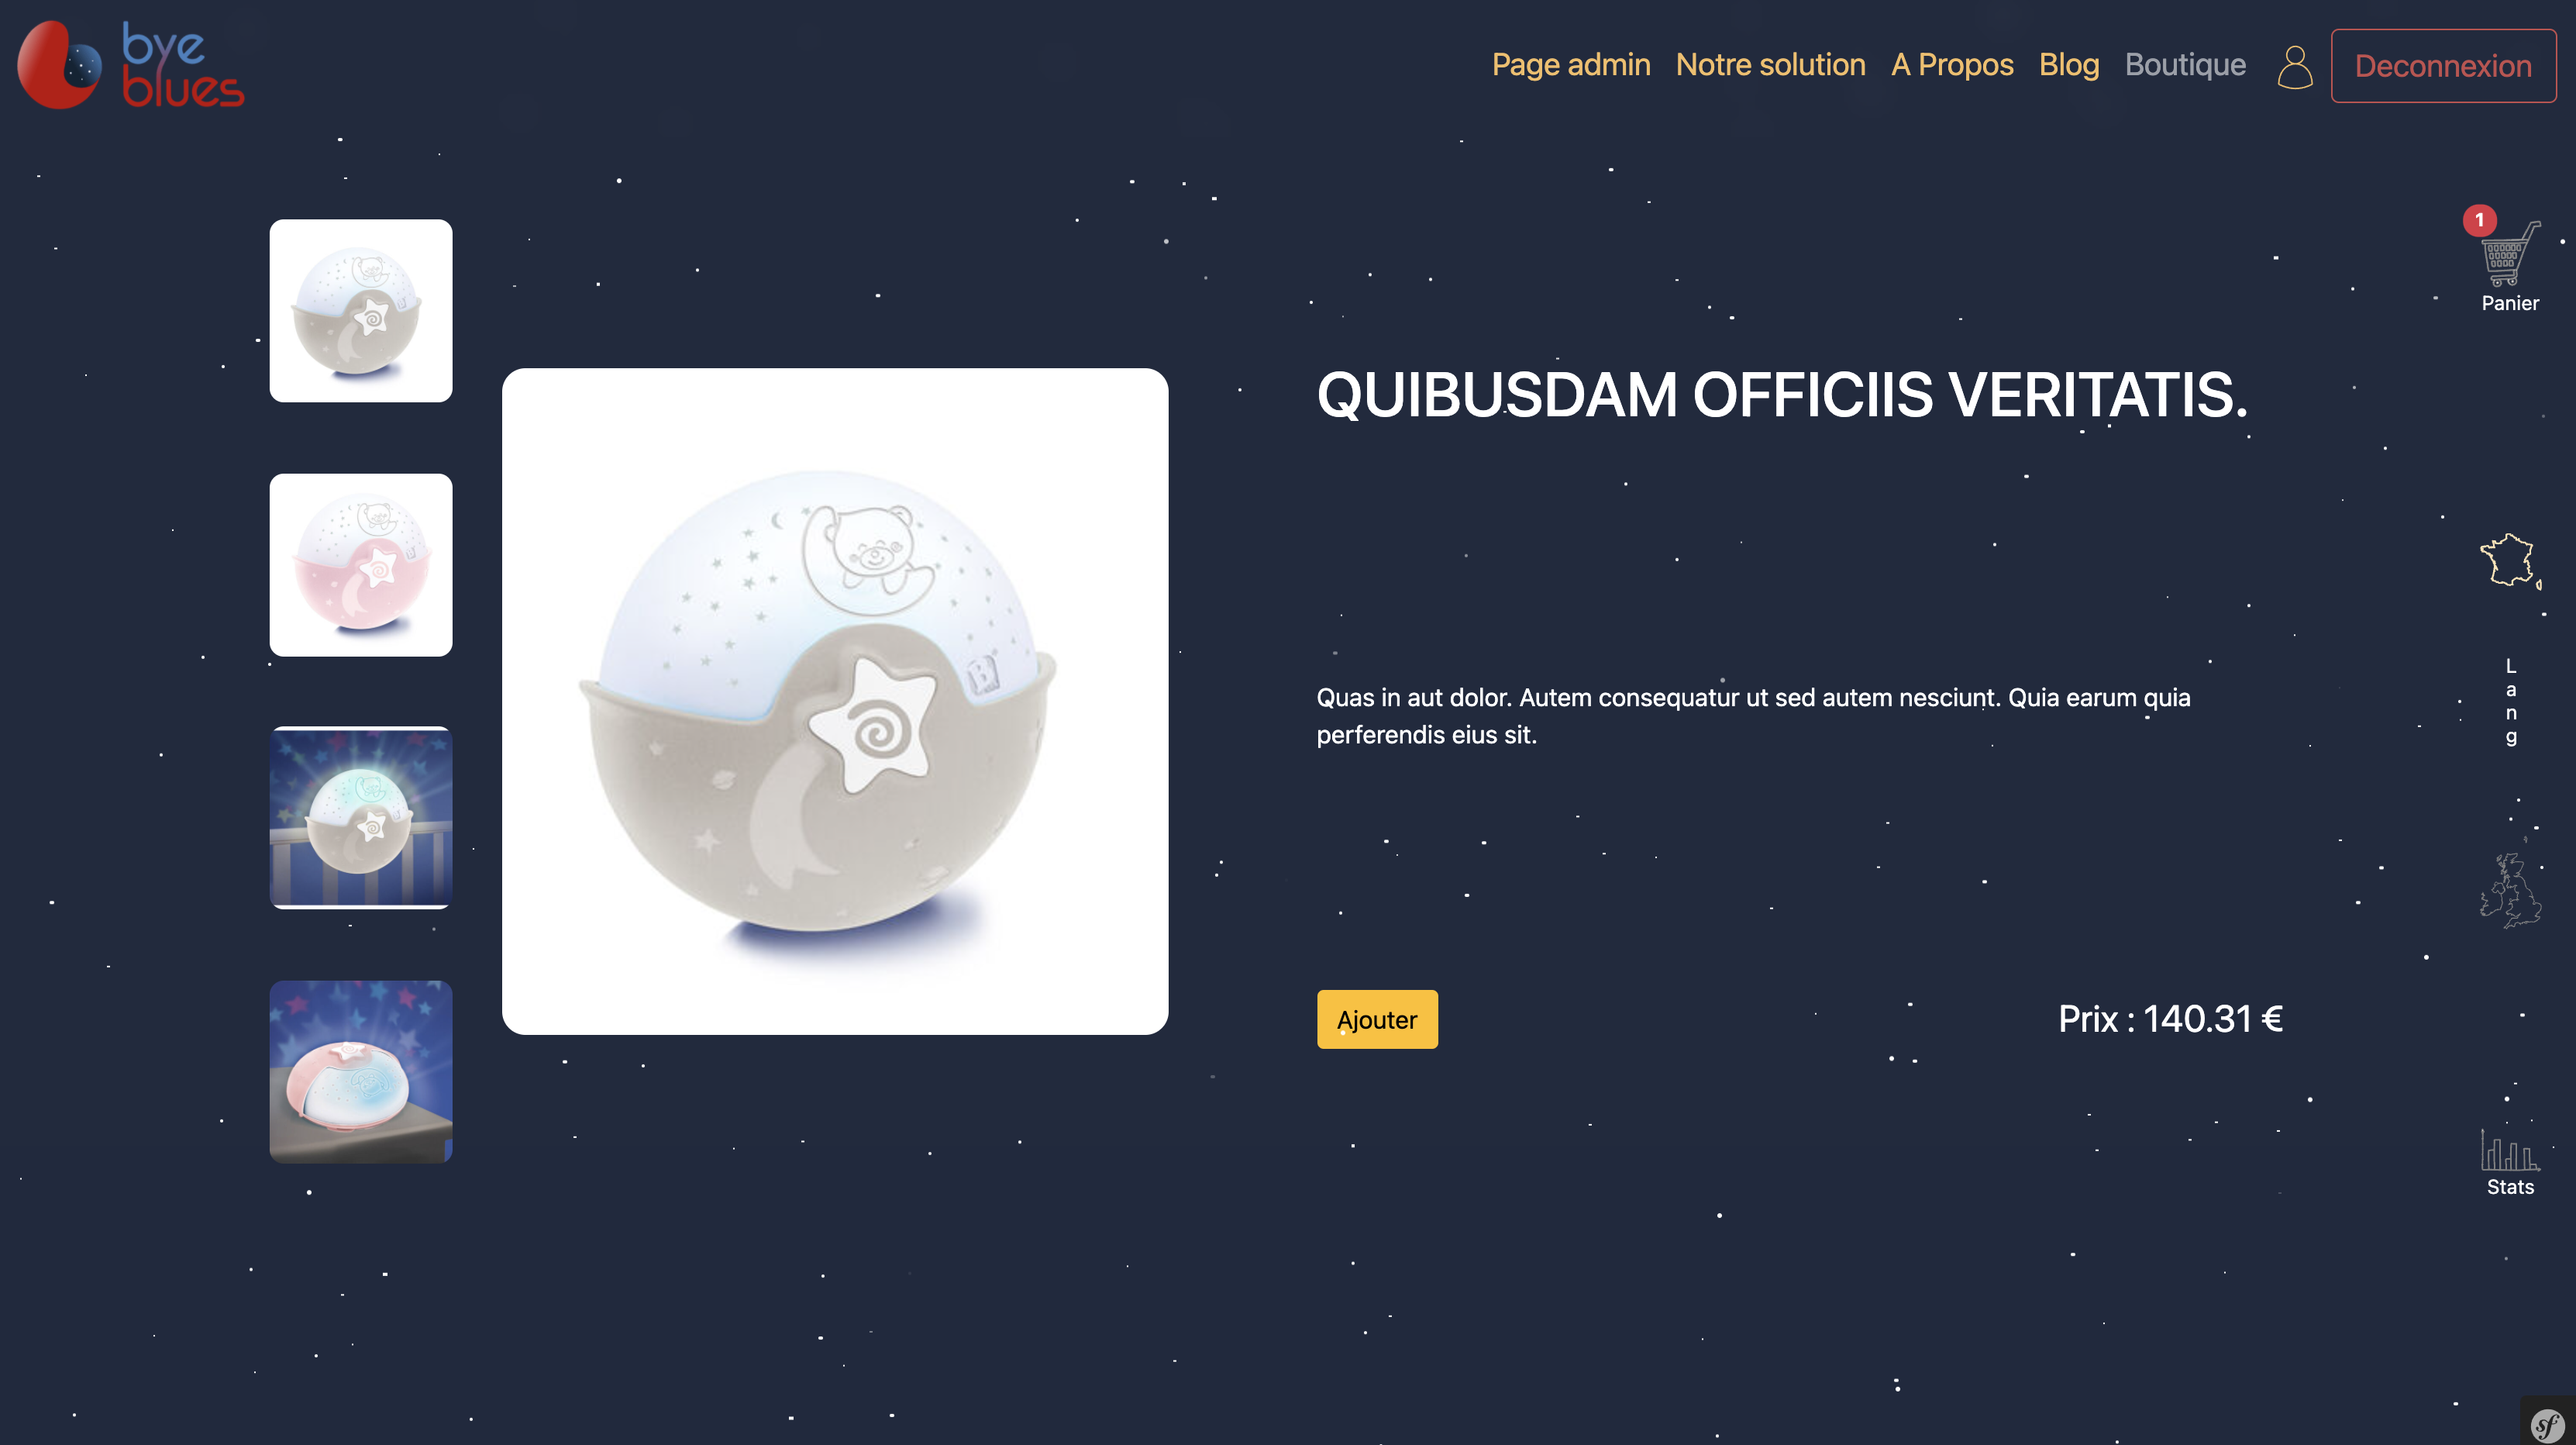 bye
blues
Page admin Notre solution A Propos Blog Boutique Deconnexion
1
Panier
QUIBUSDAM OFFICIIS VERITATIS.
Quas in aut dolor. Autem consequatur ut sed autem nesciunt. Quia earum quia
perferendis eius sit.
L
a
n
g
Ajouter
Prix : 140.31 €
Stats
sf